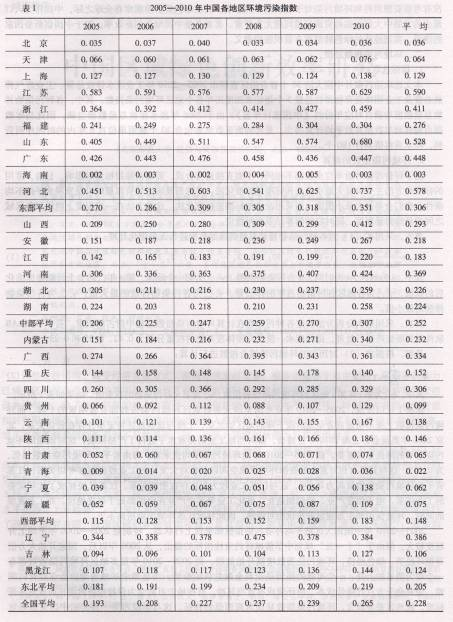 表1 2005—2010年中国各地区环境污染指数
2005 2006 2007 2008 2009 2010 平 均
北 京 0.035 0.037 0.040 0.033 0.034 0.036 0.036
天 津 0.066 0.060 0.061 0.063 0.062 0.076 0.064
上 海 0.127 0.127 0.130 0.129 0.124 0.138 0.129
江 苏 0.583 0.591 0.576 0.577 0.587 0.629 0.590
浙 江 0.364 0.392 0.412 0.414 0.427 0.459 0.411
福 建 0.241 0.249 0.275 0.284 0.304 0.304 0.276
山 东 0.405 0.449 0.511 0.547 0.574 0.680 0.528
广 东 0.426 0.443 0.476 0.458 0.436 0.447 0.448
海 南 0.002 0.003 0.002 0.004 0.005 0.003 0.003
河 北 0.451 0.513 0.603 0.541 0.625 0.737 0.578
东部平均 0.270 0.286 0.309 0.305 0.318 0.351 0.306
山 西 0.209 0.250 0.280 0.309 0.299 0.412 0.293
安 徽 0.151 0.187 0.218 0.236 0.249 0.267 0.218
江 西 0.142 0.165 0.183 0.191 0.199 0.220 0.183
河 南 0.306 0.336 0.363 0.375 0.407 0.424 0.369
湖 北 0.205 0.211 0.216 0.230 0.237 0.259 0.226
湖 南 0.224 0.203 0.218 0.210 0.231 0.258 0.224
中部平均 0.206 0.225 0.247 0.259 0.270 0.307 0.252
内蒙古 0.151 0.184 0.216 0.232 0.271 0.340 0.232
广 西 0.274 0.266 0.364 0.395 0.343 0.361 0.334
重 庆 0.144 0.158 0.148 0.145 0.178 0.140 0.152
四 川 0.260 0.305 0.366 0.292 0.285 0.329 0.306
贵 州 0.066 0.092 0.112 0.088 0.107 0.129 0.099
云 南 0.101 0.121 0.139 0.143 0.155 0.167 0.138
陕 西 0.111 0.114 0.136 0.161 0.166 0.186 0.146
甘 肃 0.052 0.060 0.067 0.068 0.071 0.074 0.065
青 海 0.009 0.014 0.020 0.025 0.028 0.036 0.022
宁 夏 0.039 0.039 0.048 0.051 0.056 0.138 0.062
新 疆 0.052 0.059 0.067 0.075 0.087 0.109 0.075
西部平均 0.115 0.128 0.153 0.152 0.159 0.183 0.148
辽 宁 0.344 0.358 0.378 0.475 0.378 0.384 0.386
吉 林 0.094 0.096 0.101 0.104 0.113 0.127 0.106
黑龙江 0.107 0.118 0.117 0.123 0.136 0.144 0.124
东北平均 0.181 0.191 0.199 0.234 0.209 0.219 0.205
全国平均 0.193 0.208 0.227 0.237 0.239 0.265 0.228